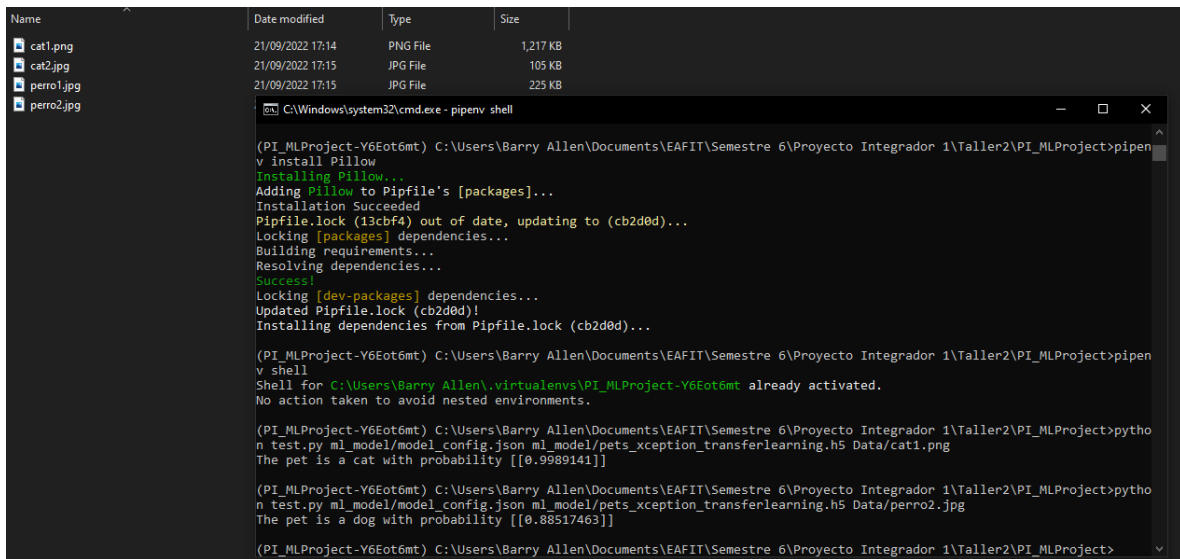 Name Date modified Type Size
cat1.png 21/09/2022 17:14 PNG File 1,217 KB
cat2.jpg 21/09/2022 17:15 JPG File 105 KB
perro1.jpg 21/09/2022 17:15 JPG File 225 KB
perro2.jpg
C:\Windows\system32\cmd.exe - pipenv shell
(PI_MLProject-Y6Eot6mt) C:\Users\Barry Allen\Documents\EAFIT\Semestre 6\Proyecto Integrador 1\Taller2\PI_MLProject>pipen
v install Pillow
Installing Pillow...
Adding Pillow to Pipfile's [packages]...
Installation Succeeded
Pipfile.lock (13cbf4) out of date, updating to (cb2d0d)...
Locking [packages] dependencies...
Building requirements...
Resolving dependencies...
Success!
Locking [dev-packages] dependencies...
Updated Pipfile.lock (cb2d0d)!
Installing dependencies from Pipfile.lock (cb2d0d)...
(PI_MLProject-Y6Eot6mt) C:\Users\Barry Allen\Documents\EAFIT\Semestre 6\Proyecto Integrador 1\Taller2\PI_MLProject>pipen
v shell
Shell for C:\Users\Barry Allen\.virtualenvs\PI_MLProject-Y6Eot6mt already activated.
No action taken to avoid nested environments.
(PI_MLProject-Y6Eot6mt) C:\Users\Barry Allen\Documents\EAFIT\Semestre 6\Proyecto Integrador 1\Taller2\PI_MLProject>pytho
n test.py ml_model/model_config.json ml_model/pets_xception_transferlearning.h5 Data/cat1.png
The pet is a cat with probability [[0.9989141]]
(PI_MLProject-Y6Eot6mt) C:\Users\Barry Allen\Documents\EAFIT\Semestre 6\Proyecto Integrador 1\Taller2\PI_MLProject>pytho
n test.py ml_model/model_config.json ml_model/pets_xception_transferlearning.h5 Data/perro2.jpg
The pet is a dog with probability [[0.88517463]]
(PI_MLProject-Y6Eot6mt) C:\Users\Barry Allen\Documents\EAFIT\Semestre 6\Proyecto Integrador 1\Taller2\PI_MLProject>